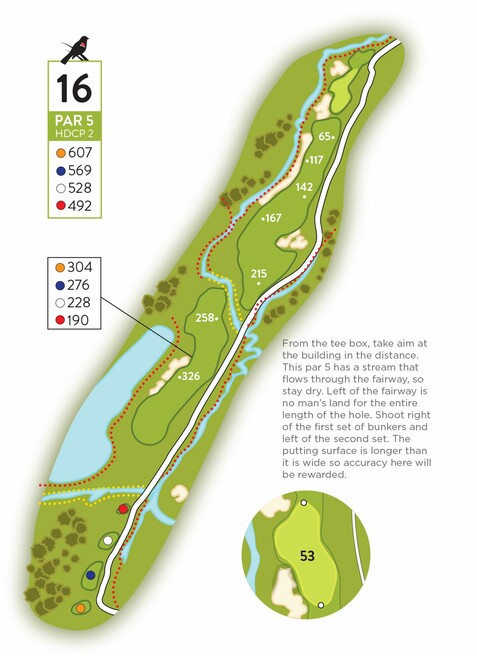 16
PAR 5
HDCP 2
607
569
528
492
65
117
142
167
215
304
276
228
190
258
326
From the tee box, take aim at
the building in the distance.
This par 5 has a stream that
flows through the fairway, so
stay dry. Left of the fairway is
no man's land for the entire
length of the hole. Shoot right
of the first set of bunkers and
left of the second set. The
putting surface is longer than
it is wide so accuracy here will
be rewarded.
53